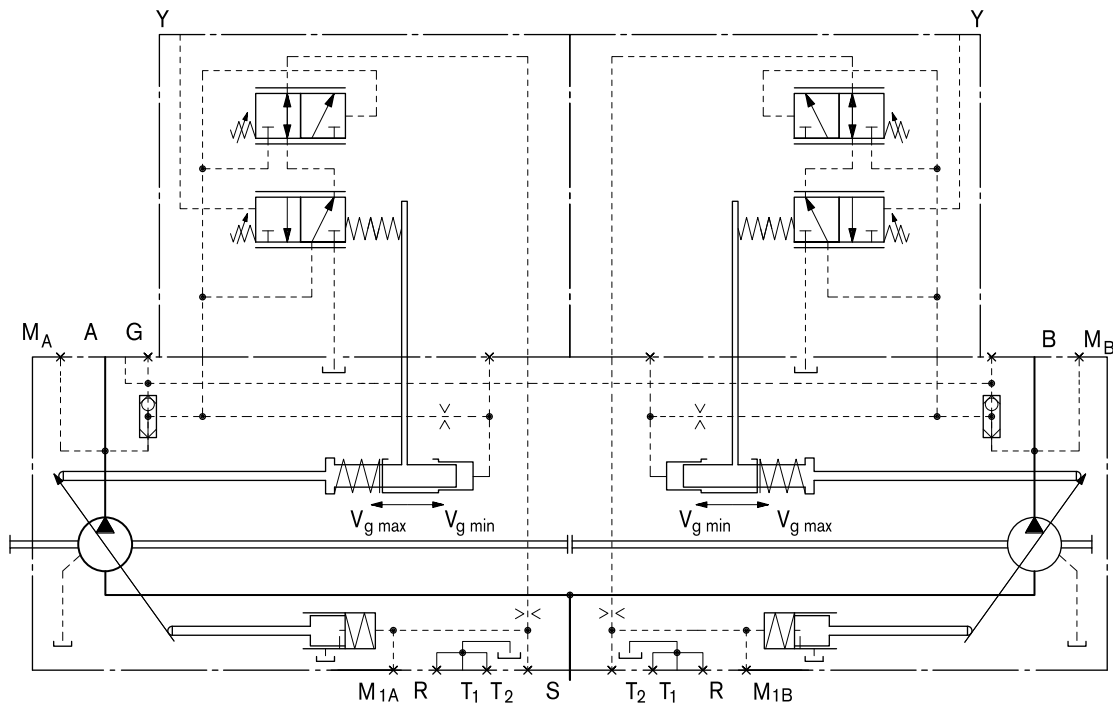 Y Y
M_A A G B M_B
V_g max V_g min V_g min V_g max
M_1A R T_1 T_2 S T_2 T_1 R M_1B